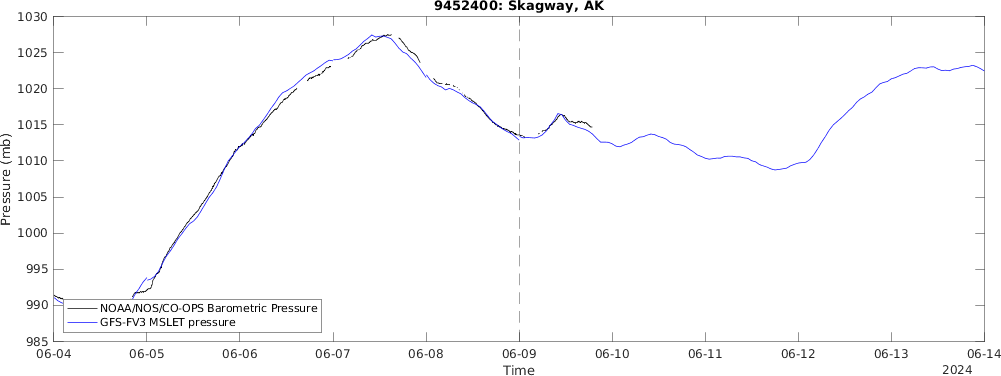 9452400: Skagway, AK
1030
1025
1020
1015
1010
1005
1000
995
990
985
Pressure (mb)
NOAA/NOS/CO-OPS Barometric Pressure
GFS-FV3 MSLET pressure
06-04 06-05 06-06 06-07 06-08 06-09 06-10 06-11 06-12 06-13 06-14
Time
2024